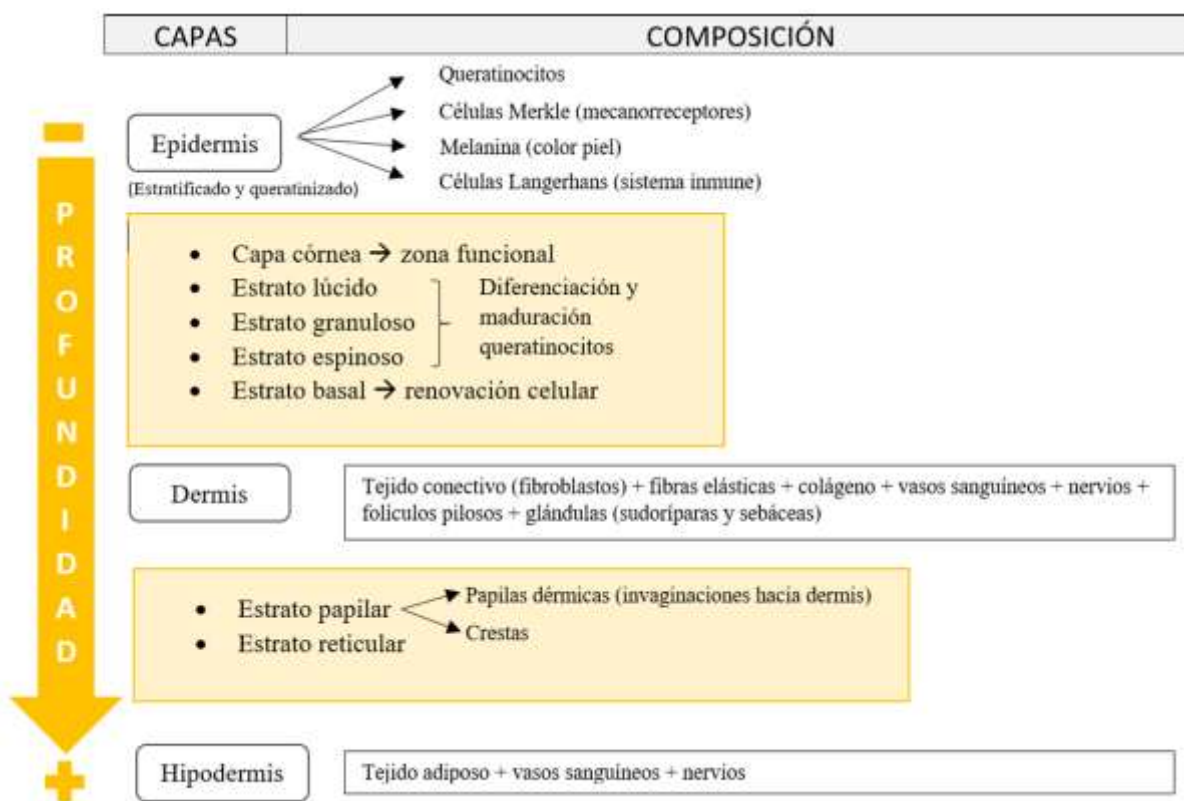 CAPAS COMPOSICIÓN
Queratinocitos
Células Merkle (mecanorreceptores)
Epidermis
Melanina (color piel)
(Estratificado y queratinizado)
Células Langerhans (sistema inmune)
PROFUNDIDAD
• Capa córnea → zona funcional
• Estrato lúcido
• Estrato granuloso
• Estrato espinoso
Diferenciación y
maduración
queratinocitos
• Estrato basal → renovación celular
Dermis
Tejido conectivo (fibroblastos) + fibras elásticas + colágeno + vasos sanguíneos + nervios +
folículos pilosos + glándulas (sudoríparas y sebáceas)
• Estrato papilar
Papilas dérmicas (invaginaciones hacia dermis)
Crestas
• Estrato reticular
Hipodermis
Tejido adiposo + vasos sanguíneos + nervios